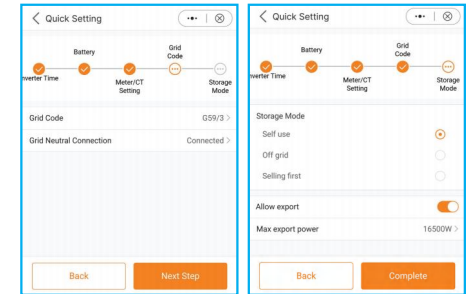 Quick Setting
Battery
Grid
Code
nverter Time
Meter/CT
Setting
Storage
Mode
Grid Code
G59/3
Grid Neutral Connection
Connected
Back
Next Step
Quick Setting
Battery
Grid
Code
nverter Time
Meter/CT
Setting
Storage
Mode
Storage Mode
Self use
Off grid
Selling first
Allow export
Max export power
16500W
Back
Complete